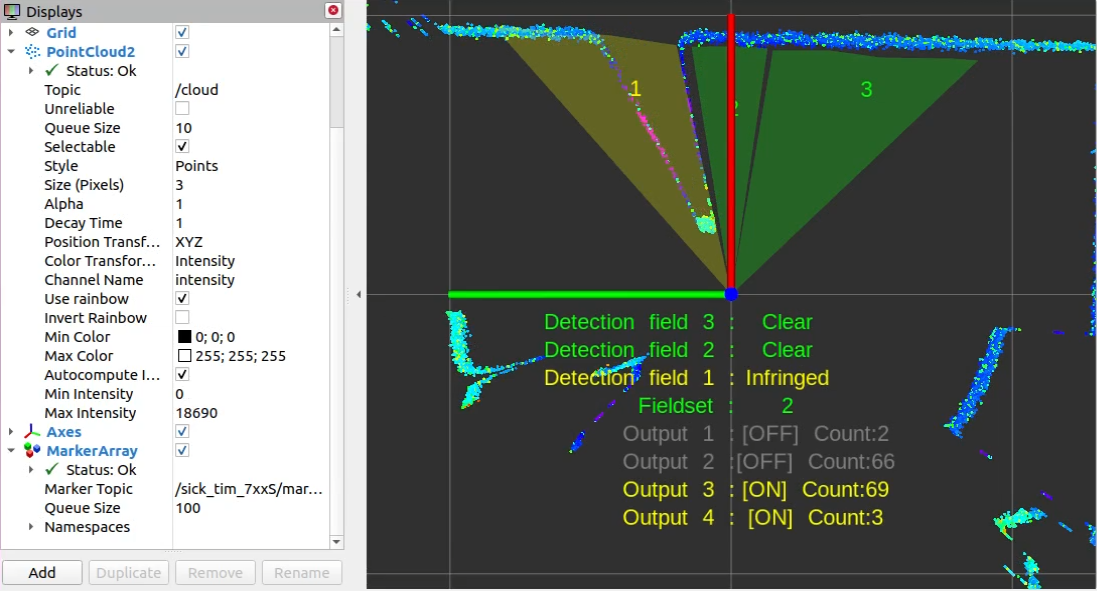 Displays
Grid
PointCloud2
Status: Ok
Topic /cloud
Unreliable
Queue Size 10
Selectable
Style Points
Size (Pixels) 3
Alpha 1
Decay Time 1
Position Transf... XYZ
Color Transfor... Intensity
Channel Name intensity
Use rainbow
Invert Rainbow
Min Color 0; 0; 0
Max Color 255; 255; 255
Autocompute I...
Min Intensity 0
Max Intensity 18690
Axes
MarkerArray
Status: Ok
Marker Topic /sick_tim_7xxS/mar...
Queue Size 100
Namespaces
Add Duplicate Remove Rename
1 2 3
Detection field 3 : Clear
Detection field 2 : Clear
Detection field 1 : Infringed
Fieldset : 2
Output 1 : [OFF] Count:2
Output 2 :[OFF] Count:66
Output 3 : [ON] Count:69
Output 4 : [ON] Count:3